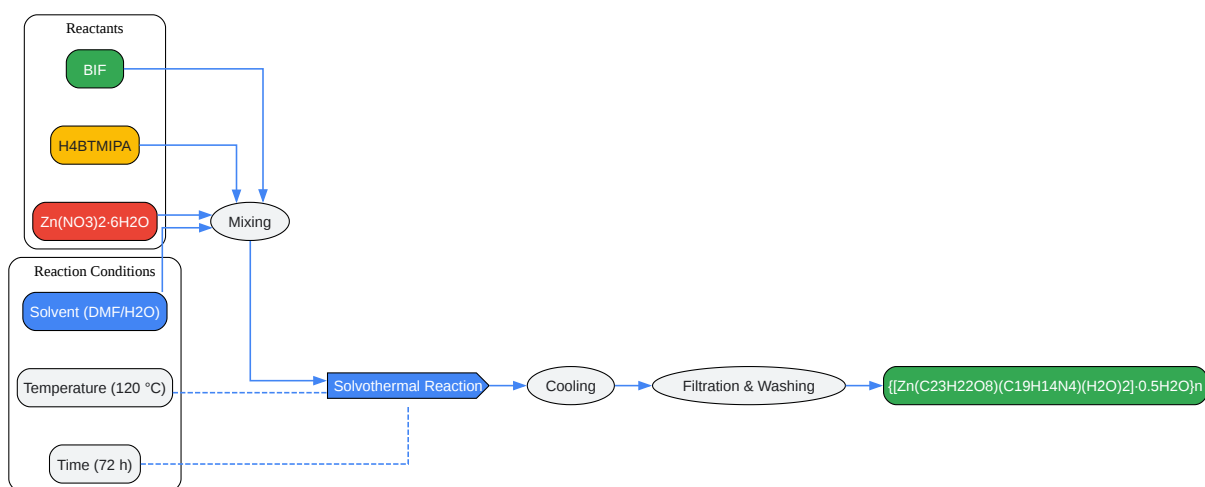 Reactants
BIF
H4BTMIPA
Zn(NO3)2·6H2O
Mixing
Reaction Conditions
Solvent (DMF/H2O)
Temperature (120 °C)
Time (72 h)
Solvothermal Reaction
Cooling
Filtration & Washing
{[Zn(C23H22O8)(C19H14N4)(H2O)2]·0.5H2O}n